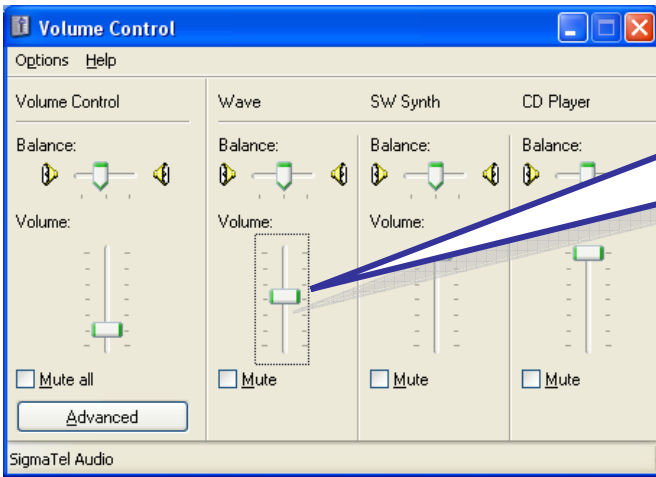 Volume Control
Options Help
Volume Control Wave SW Synth CD Player
Balance: Balance: Balance: Balance:
Volume: Volume: Volume:
Mute all Mute Mute Mute
Advanced
SigmaTel Audio